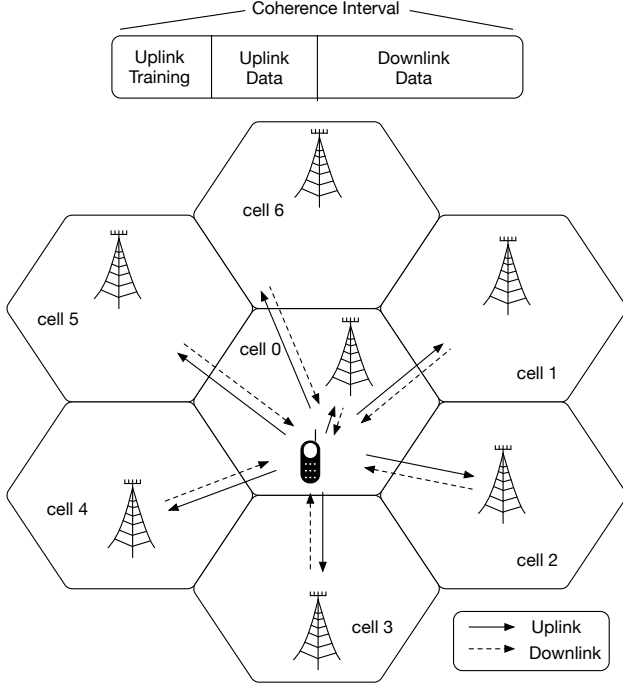 Coherence Interval
Uplink
Training
Uplink
Data
Downlink
Data
cell 6
cell 5
cell 0
cell 1
cell 4
cell 2
cell 3
Uplink
Downlink